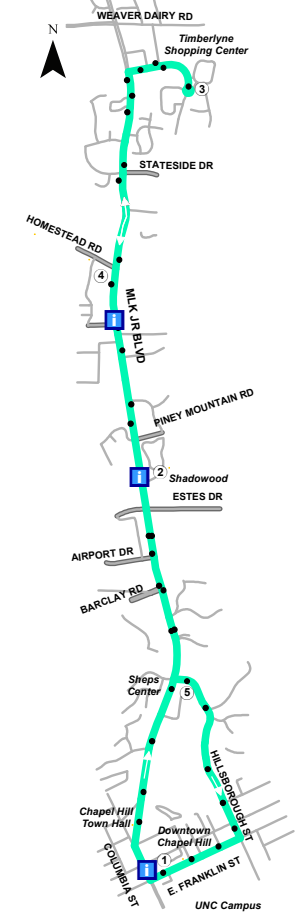 WEAVER DAIRY RD
N
Timberlyne
Shopping Center
3
STATESIDE DR
HOMESTEAD RD
4
i
MLK JR BLVD
PINEY MOUNTAIN RD
2
i
Shadowood
ESTES DR
AIRPORT DR
BARCLAY RD
Sheps
Center
5
HILLSBOROUGH ST
Chapel Hill
Town Hall
Downtown
Chapel Hill
1
i
COLUMBIA ST
E. FRANKLIN ST
UNC Campus